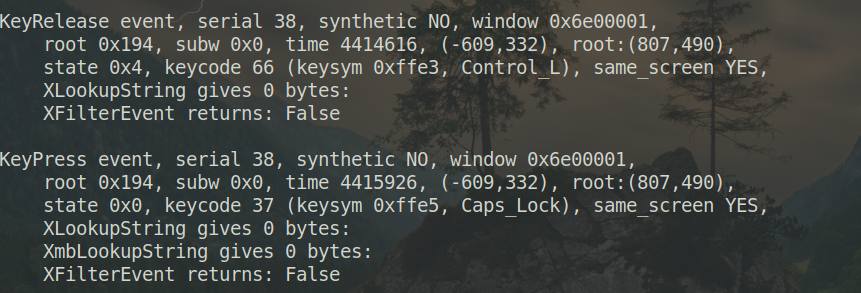 KeyRelease event, serial 38, synthetic NO, window 0x6e00001,
    root 0x194, subw 0x0, time 4414616, (-609,332), root:(807,490),
    state 0x4, keycode 66 (keysym 0xffe3, Control_L), same_screen YES,
    XLookupString gives 0 bytes:
    XFilterEvent returns: False

KeyPress event, serial 38, synthetic NO, window 0x6e00001,
    root 0x194, subw 0x0, time 4415926, (-609,332), root:(807,490),
    state 0x0, keycode 37 (keysym 0xffe5, Caps_Lock), same_screen YES,
    XLookupString gives 0 bytes:
    XmbLookupString gives 0 bytes:
    XFilterEvent returns: False